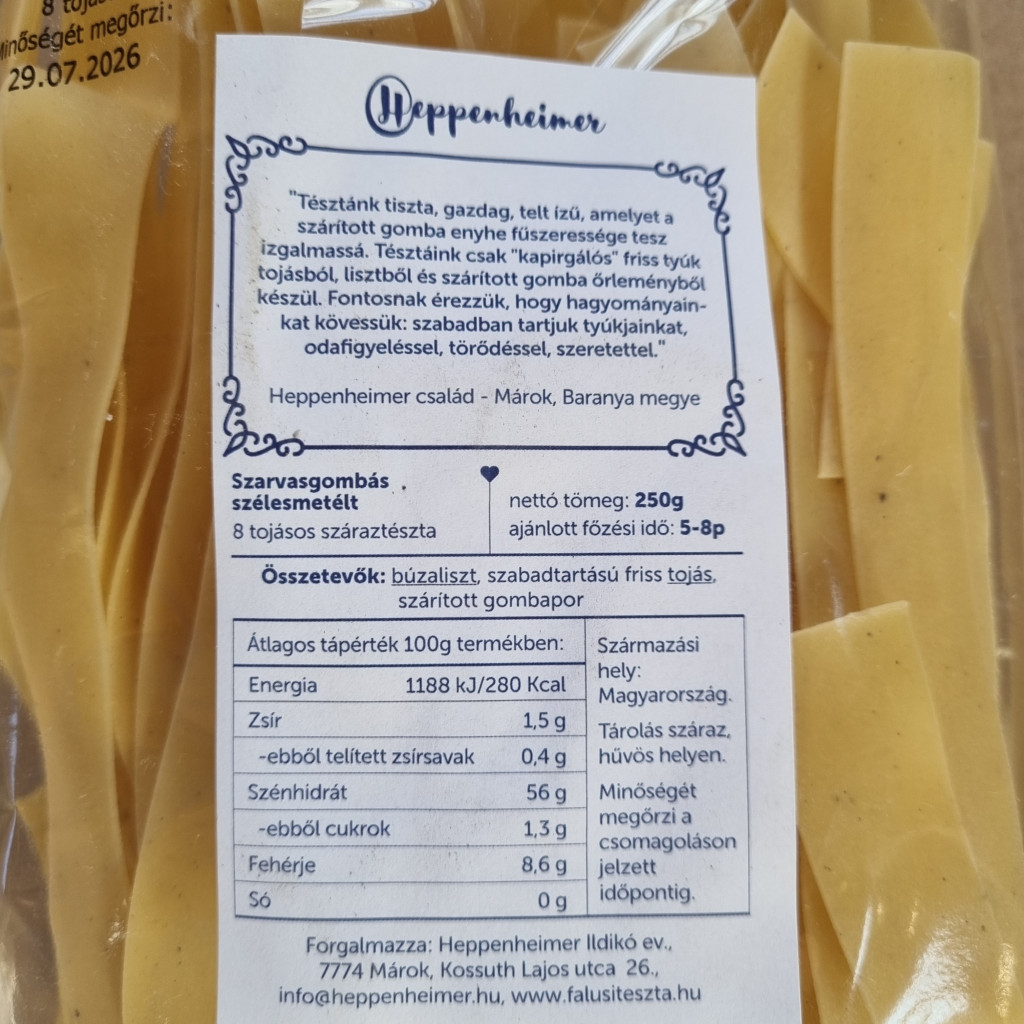 8
Minőségét megőrzi:
29.07.2026
Heppenheimer
"Tésztánk tiszta, gazdag, telt ízű, amelyet a
szárított gomba enyhe fűszeressége tesz
izgalmassá. Tésztáink csak "kapirgálós" friss tyúk
tojásból, lisztből és szárított gomba őrleményből
készül. Fontosnak érezzük, hogy hagyományain-
kat kövessük: szabadban tartjuk tyúkjainkat,
odafigyeléssel, törődéssel, szeretettel."
Heppenheimer család - Márok, Baranya megye
Szarvasgombás
szélesmetélt
8 tojásos száraztészta
nettó tömeg: 250g
ajánlott főzési idő: 5-8p
Összetevők: búzaliszt, szabadtartású friss tojás,
szárított gombapor
Átlagos tápérték 100g termékben:
Energia 1188 kJ/280 Kcal
Zsír 1,5 g
-ebből telített zsírsavak 0,4 g
Szénhidrát 56 g
-ebből cukrok 1,3 g
Fehérje 8,6 g
Só 0 g
Származási
hely:
Magyarország.
Tárolás száraz,
hűvös helyen.
Minőségét
megőrzi a
csomagoláson
jelzett
időpontig.
Forgalmazza: Heppenheimer Ildikó ev.,
7774 Márok, Kossuth Lajos utca 26.,
info@heppenheimer.hu, www.falusiteszta.hu